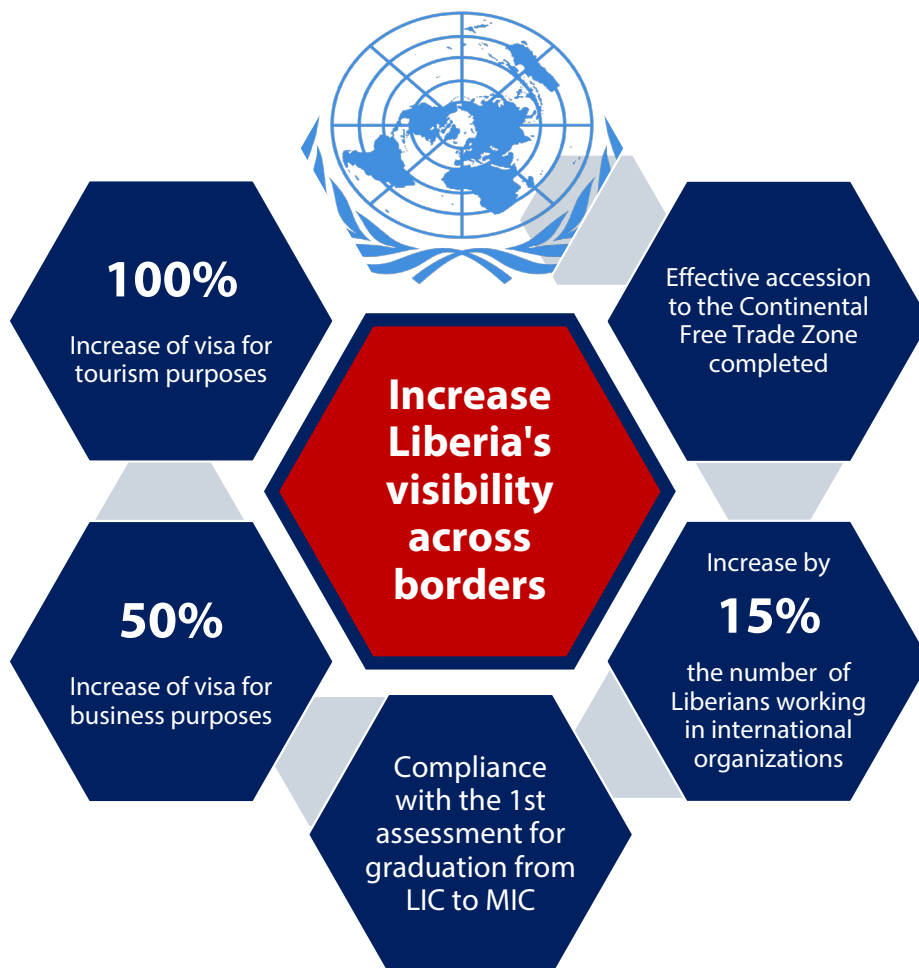 100%
Increase of visa for
tourism purposes
Effective accession
to the Continental
Free Trade Zone
completed
Increase
Liberia's
visibility
across
borders
50%
Increase of visa for
business purposes
Increase by
15%
the number of
Liberians working
in international
organizations
Compliance
with the 1st
assessment for
graduation from
LIC to MIC